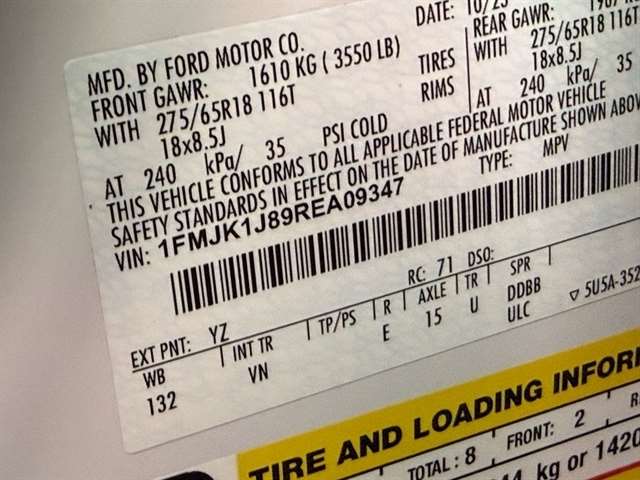 MFD. BY FORD MOTOR CO. DATE: 10/23
FRONT GAWR: 1610 KG ( 3550 LB) REAR GAWR:
WITH 275/65R18 116T TIRES WITH 275/65R18 116T
18x8.5J RIMS 18x8.5J
AT 240 kPa/ 35 PSI COLD AT 240 kPa/ 35
THIS VEHICLE CONFORMS TO ALL APPLICABLE FEDERAL MOTOR VEHICLE
SAFETY STANDARDS IN EFFECT ON THE DATE OF MANUFACTURE SHOWN ABOV
VIN: 1FMJK1J89REA09347 TYPE: MPV
EXT PNT: YZ RC: 71 DSO:
WB INT TR TP/PS R AXLE TR SPR
132 VN E 15 U DDBB
ULC
5U5A-352
TIRE AND LOADING INFOR
TOTAL: 8 FRONT: 2 R
kg or 1420